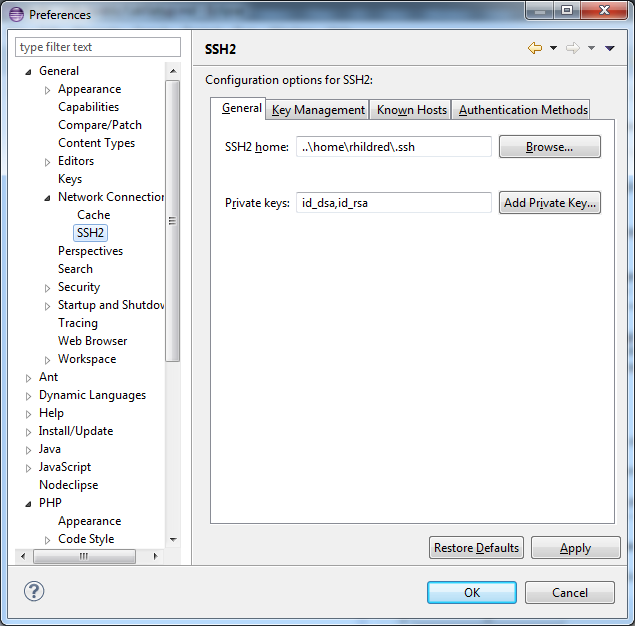 Preferences
type filter text
General
Appearance
Capabilities
Compare/Patch
Content Types
Editors
Keys
Network Connection
Cache
SSH2
Perspectives
Search
Security
Startup and Shutdov
Tracing
Web Browser
Workspace
Ant
Dynamic Languages
Help
Install/Update
Java
JavaScript
Nodeclipse
PHP
Appearance
Code Style
SSH2
Configuration options for SSH2:
General Key Management Known Hosts Authentication Methods
SSH2 home: ..\home\rhildred\.ssh Browse...
Private keys: id_dsa,id_rsa Add Private Key...
Restore Defaults Apply
? OK Cancel